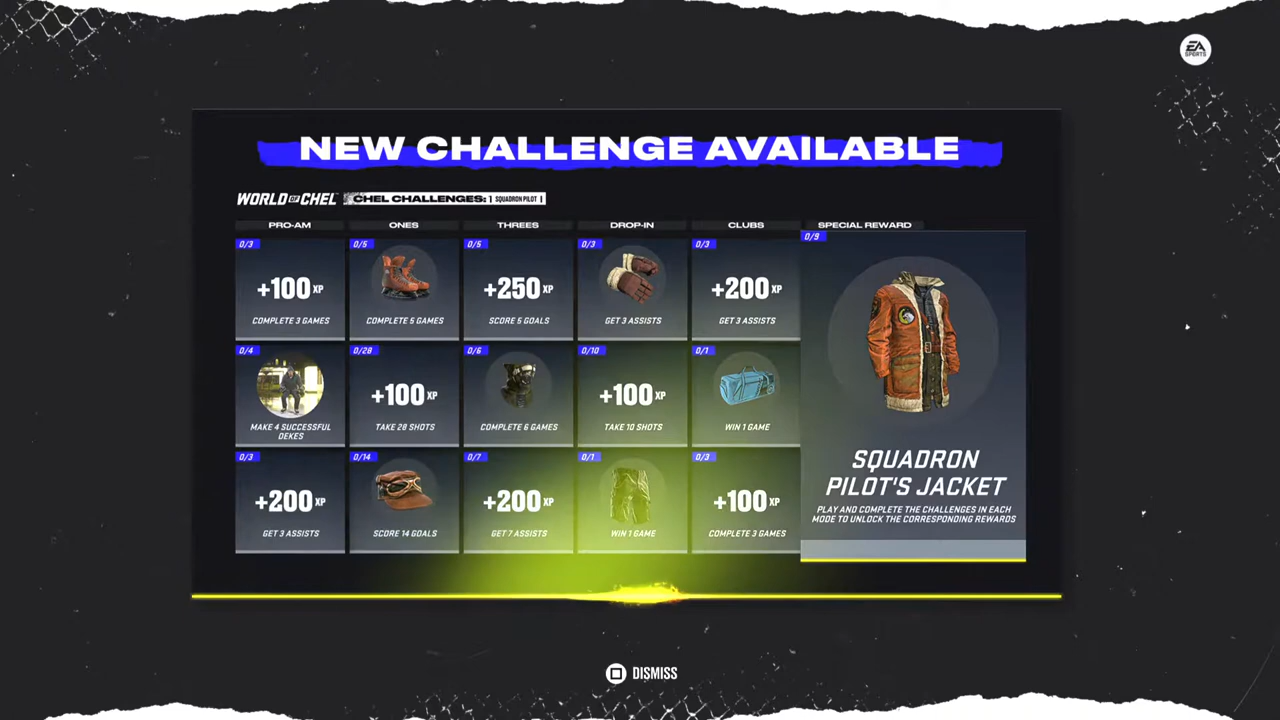 EA
SPORTS
NEW CHALLENGE AVAILABLE
WORLD OF CHEL CHEL CHALLENGES: 1 SQUADRON PILOT
PRO-AM ONES THREES DROP-IN CLUBS SPECIAL REWARD
0/3 0/5 0/5 0/3 0/3 0/9
+100 XP +250 XP +200 XP
COMPLETE 3 GAMES COMPLETE 5 GAMES SCORE 5 GOALS GET 3 ASSISTS GET 3 ASSISTS
0/4 0/28 0/6 0/10 0/1
+100 XP +100 XP
MAKE 4 SUCCESSFUL
DEKES
TAKE 28 SHOTS COMPLETE 6 GAMES TAKE 10 SHOTS WIN 1 GAME
0/3 0/14 0/7 0/1 0/3
+200 XP +200 XP +100 XP
GET 3 ASSISTS SCORE 14 GOALS GET 7 ASSISTS WIN 1 GAME COMPLETE 3 GAMES
SQUADRON
PILOT'S JACKET
PLAY AND COMPLETE THE CHALLENGES IN EACH
MODE TO UNLOCK THE CORRESPONDING REWARDS
DISMISS